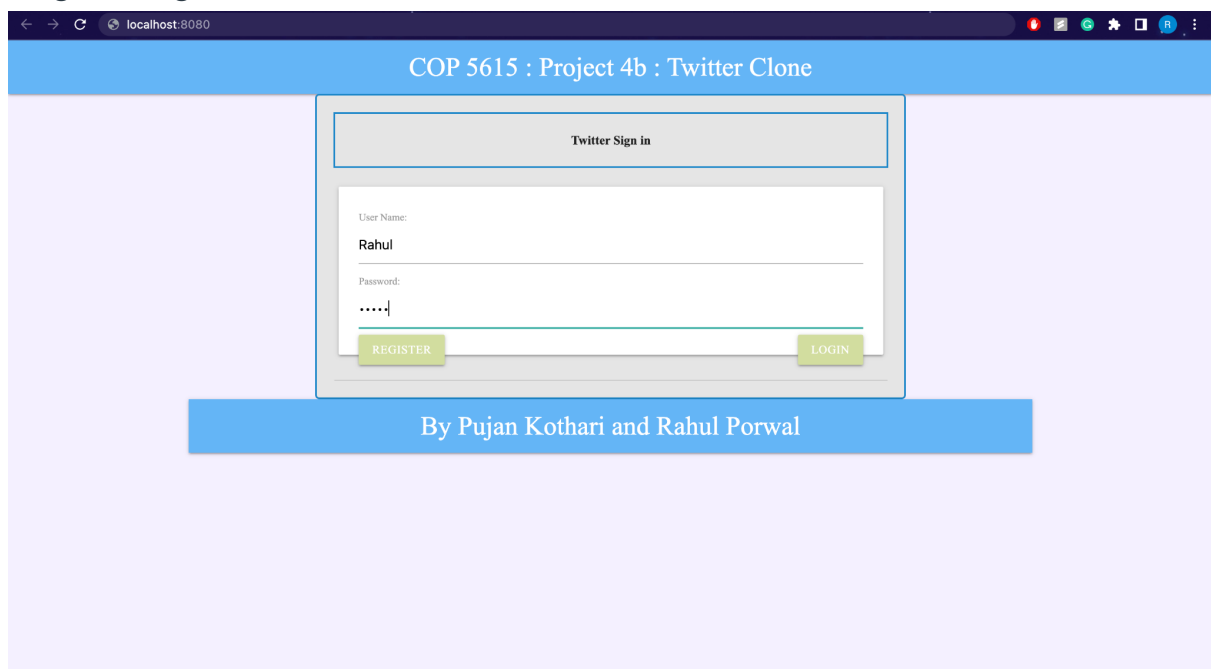 localhost:8080
R
COP 5615 : Project 4b : Twitter Clone
Twitter Sign in
User Name:
Rahul
Password:
•••••
REGISTER
LOGIN
By Pujan Kothari and Rahul Porwal